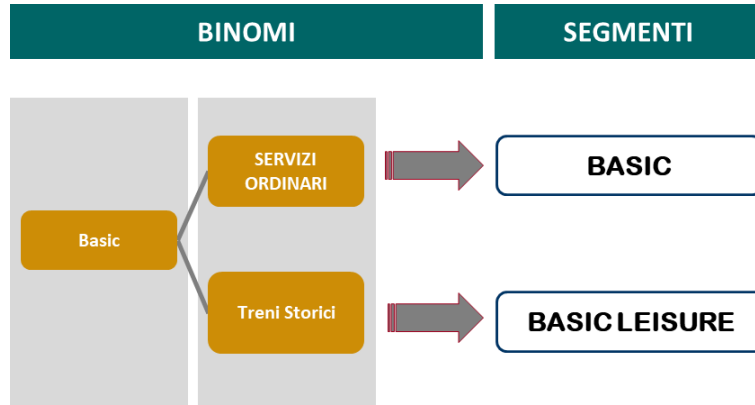 BINOMI
SEGMENTI
SERVIZI
ORDINARI
BASIC
Basic
Treni Storici
BASIC LEISURE